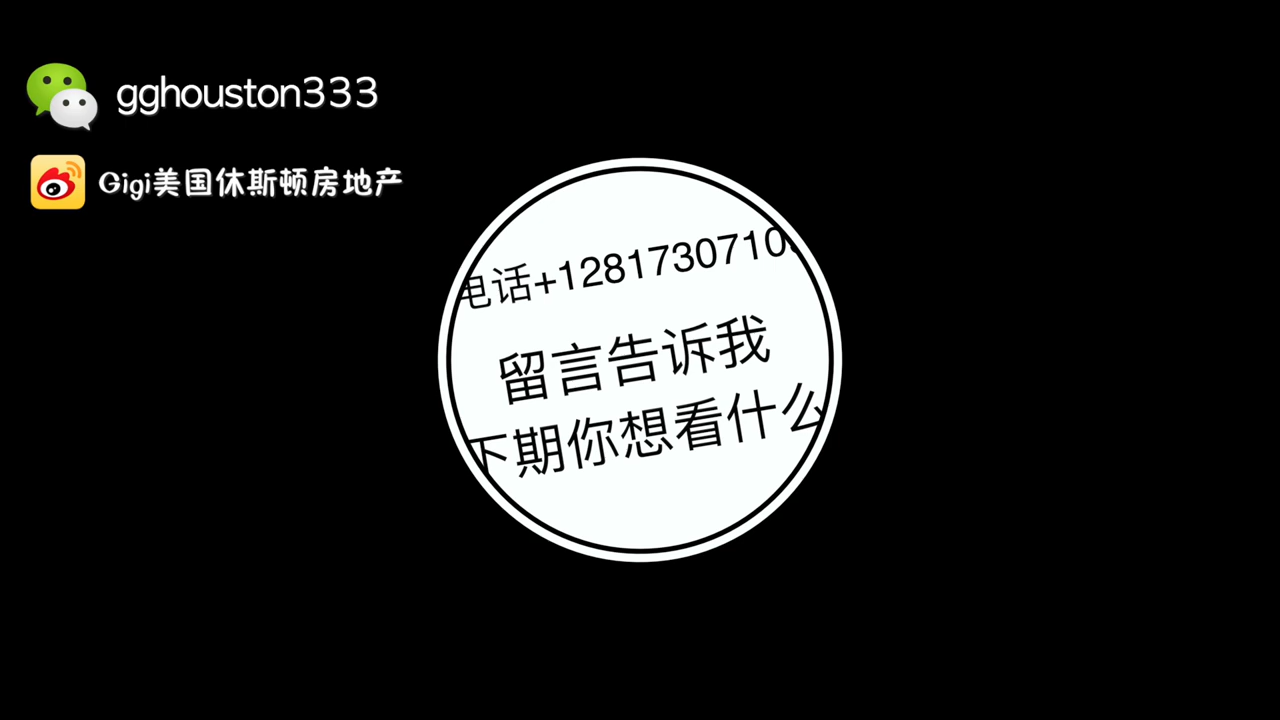 gghouston333
Gigi美国休斯顿房地产
电话+1281730710
留言告诉我
下期你想看什么